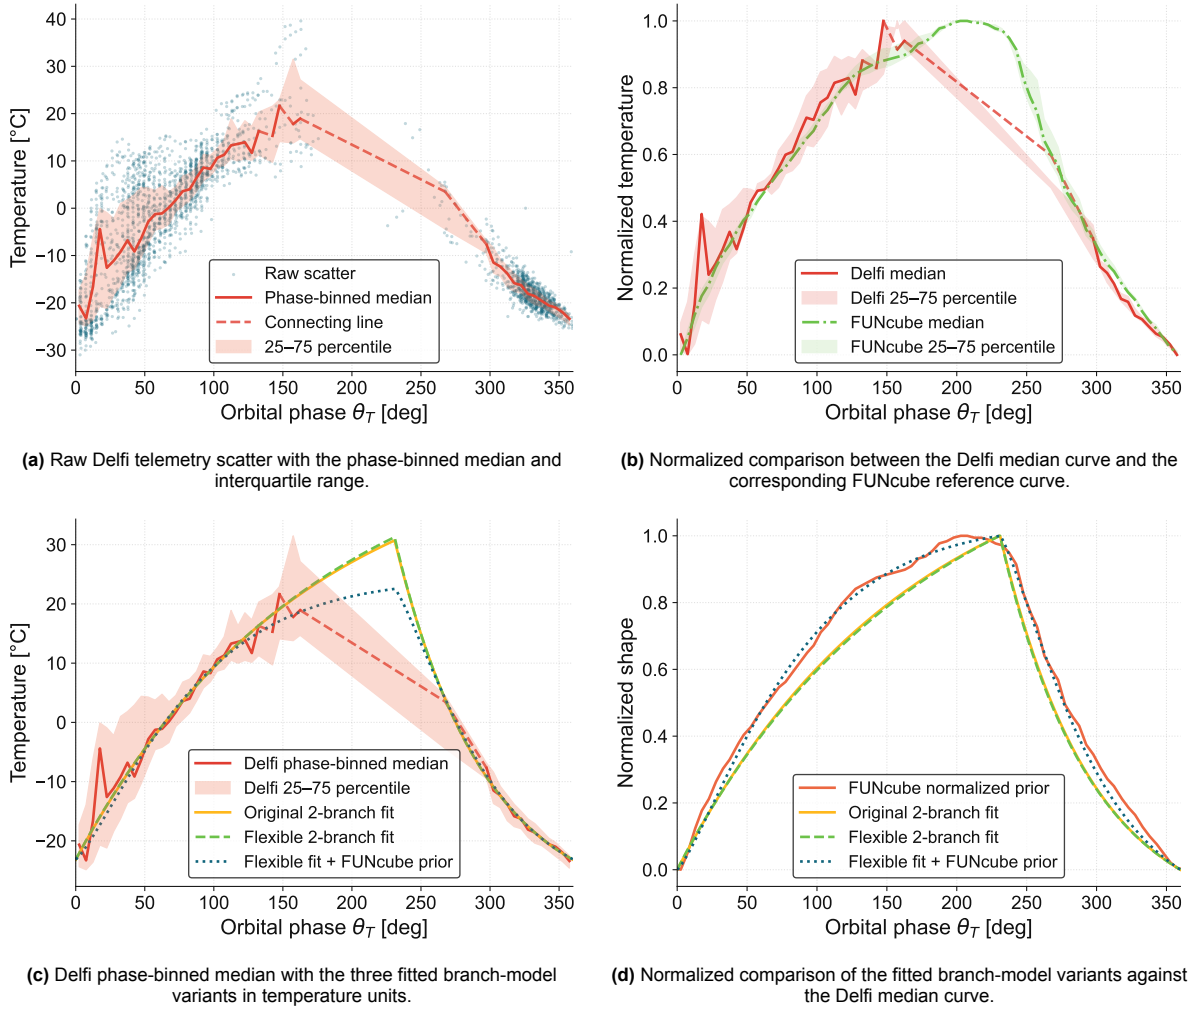 40
30
20
10
0
−10
−20
−30
Temperature [°C]
Raw scatter
Phase-binned median
Connecting line
25–75 percentile
0 50 100 150 200 250 300 350
Orbital phase θT [deg]
(a) Raw Delfi telemetry scatter with the phase-binned median and
interquartile range.
1.0
0.8
0.6
0.4
0.2
0.0
Normalized temperature
Delfi median
Delfi 25–75 percentile
FUNcube median
FUNcube 25–75 percentile
0 50 100 150 200 250 300 350
Orbital phase θT [deg]
(b) Normalized comparison between the Delfi median curve and the
corresponding FUNcube reference curve.
30
20
10
0
−10
−20
Temperature [°C]
Delfi phase-binned median
Delfi 25–75 percentile
Original 2-branch fit
Flexible 2-branch fit
Flexible fit + FUNcube prior
0 50 100 150 200 250 300 350
Orbital phase θT [deg]
(c) Delfi phase-binned median with the three fitted branch-model
variants in temperature units.
1.0
0.8
0.6
0.4
0.2
0.0
Normalized shape
FUNcube normalized prior
Original 2-branch fit
Flexible 2-branch fit
Flexible fit + FUNcube prior
0 50 100 150 200 250 300 350
Orbital phase θT [deg]
(d) Normalized comparison of the fitted branch-model variants against
the Delfi median curve.